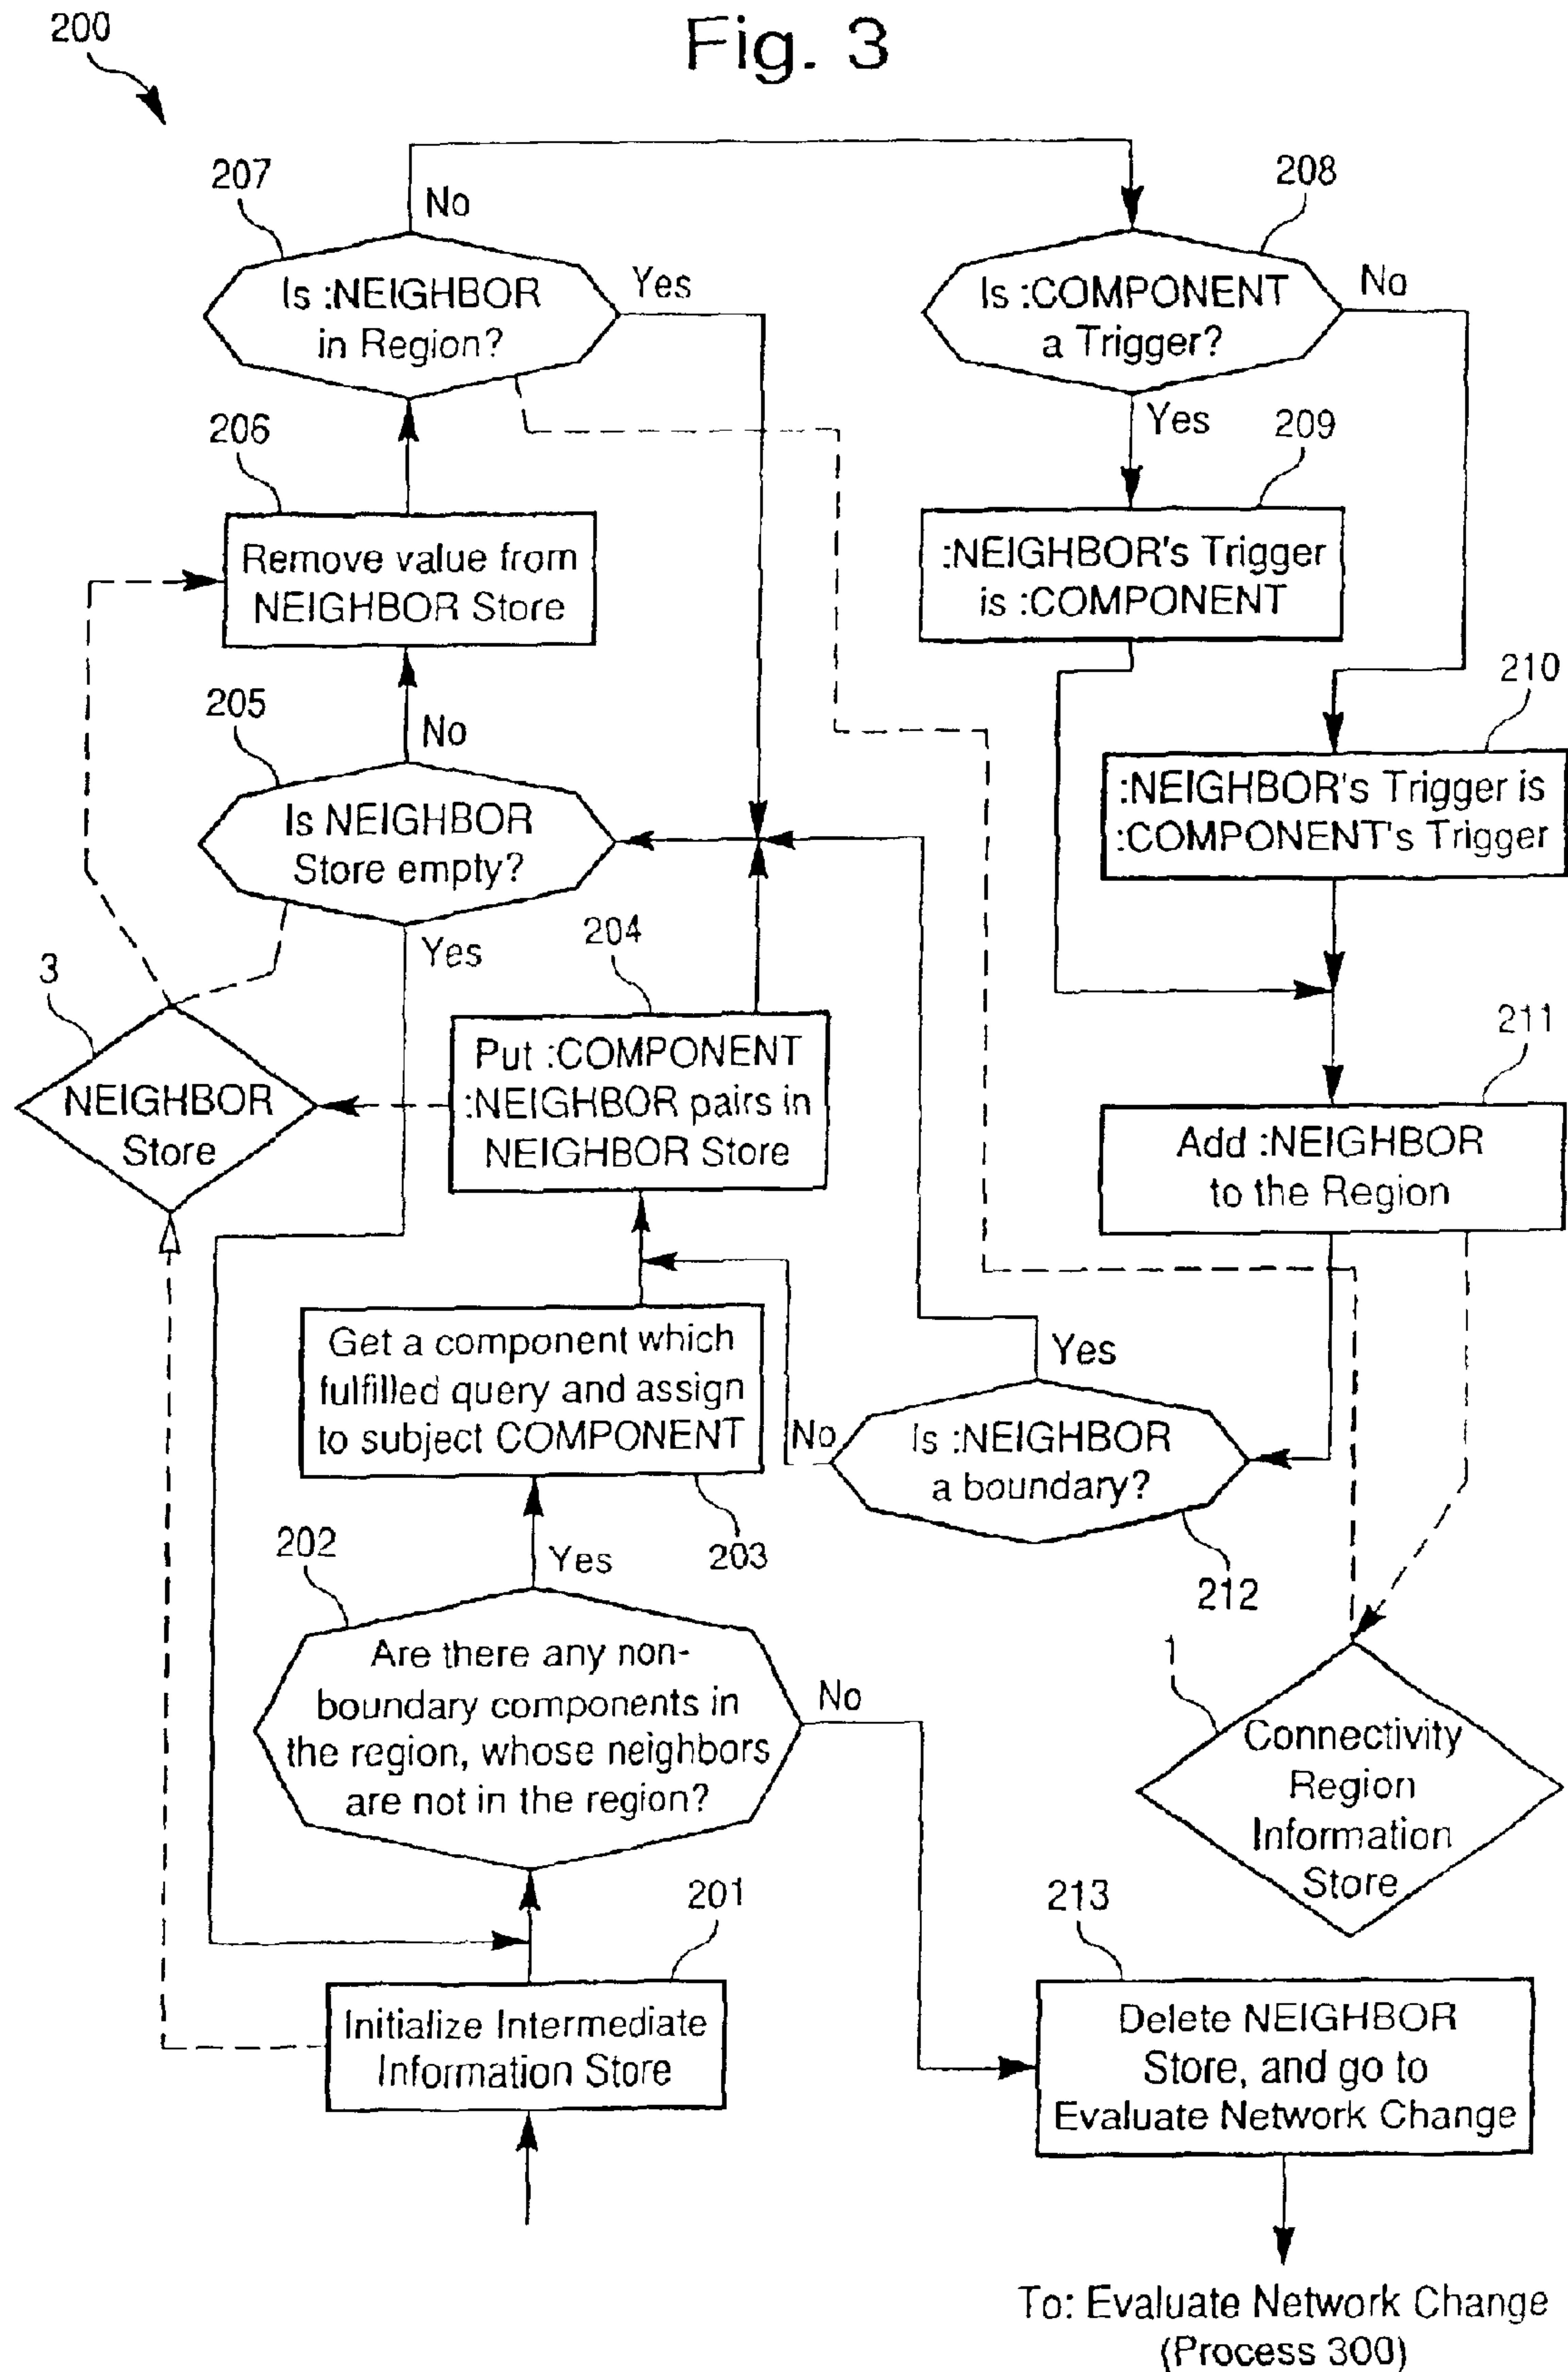 200
Fig. 3
207
No
208
Is :NEIGHBOR
in Region?
Yes
Is :COMPONENT
a Trigger?
No
206
Yes
209
Remove value from
NEIGHBOR Store
:NEIGHBOR's Trigger
is :COMPONENT
210
205
No
:NEIGHBOR's Trigger is
:COMPONENT's Trigger
Is NEIGHBOR
Store empty?
Yes
204
3
211
Put :COMPONENT
:NEIGHBOR pairs in
NEIGHBOR Store
NEIGHBOR
Store
Add :NEIGHBOR
to the Region
Get a component which
fulfilled query and assign
to subject COMPONENT
Yes
No
Is :NEIGHBOR
a boundary?
202
Yes
203
212
Are there any non-
boundary components in
the region, whose neighbors
are not in the region?
No
1
Connectivity
Region
Information
Store
201
213
Initialize Intermediate
Information Store
Delete NEIGHBOR
Store, and go to
Evaluate Network Change
To: Evaluate Network Change
(Process 300)